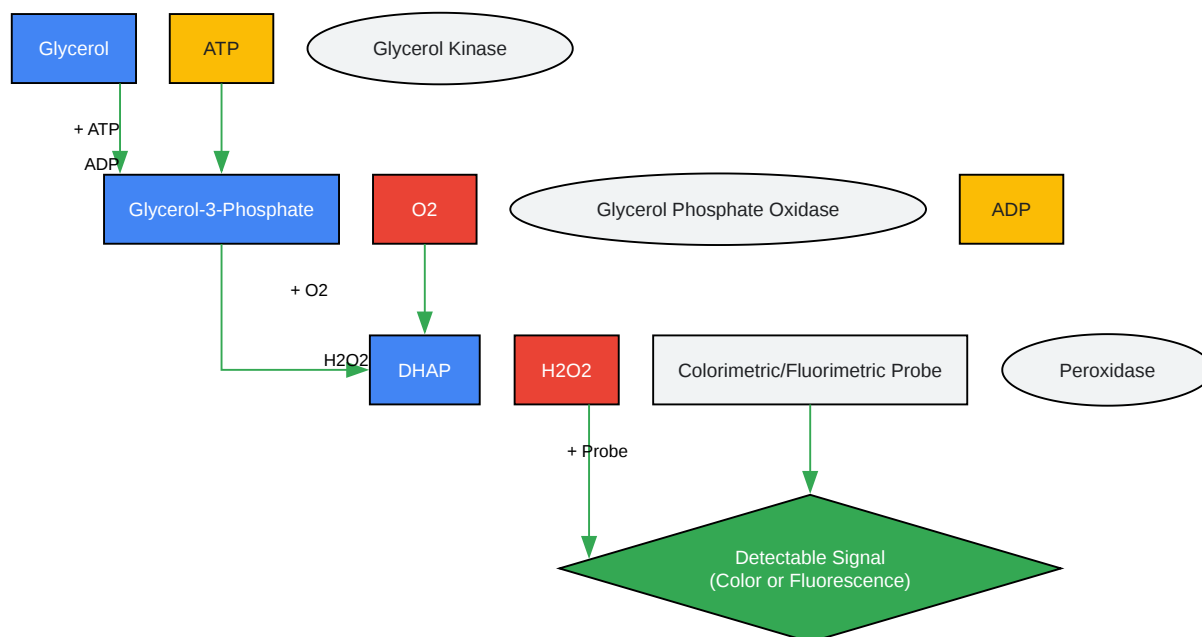 Glycerol
ATP
Glycerol Kinase
+ ATP
ADP
Glycerol-3-Phosphate
O2
Glycerol Phosphate Oxidase
ADP
+ O2
H2O2
DHAP
H2O2
Colorimetric/Fluorimetric Probe
Peroxidase
+ Probe
Detectable Signal
(Color or Fluorescence)